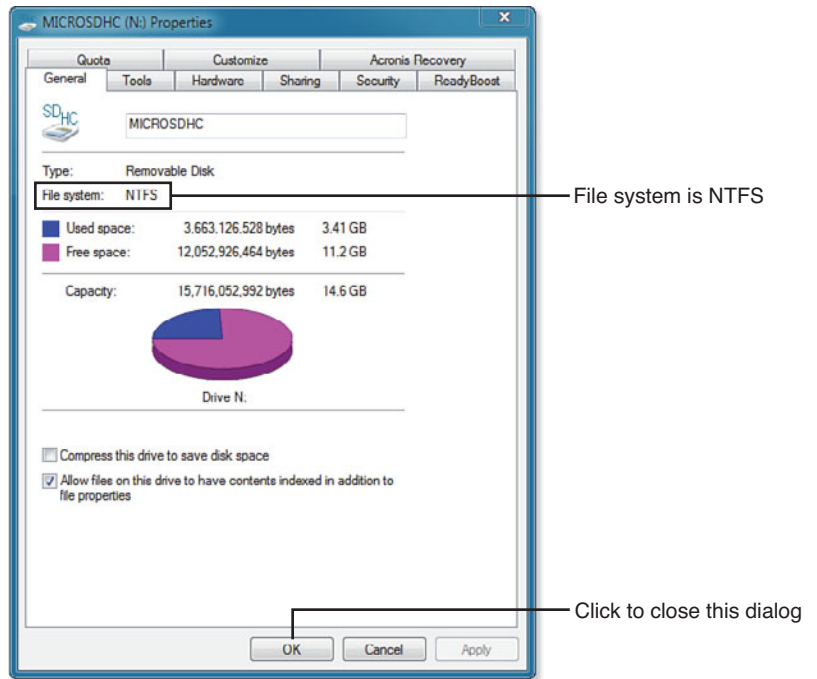 MICROSDHC (N:) Properties
Quota Customize Acronis Recovery
General Tools Hardware Sharing Security ReadyBoost
SDHC
MICROSDHC
Type: Removable Disk
File system: NTFS
File system is NTFS
Used space: 3,663,126,528 bytes 3.41 GB
Free space: 12,052,926,464 bytes 11.2 GB
Capacity: 15,716,052,992 bytes 14.6 GB
Drive N:
Compress this drive to save disk space
Allow files on this drive to have contents indexed in addition to
file properties
Click to close this dialog
OK Cancel Apply